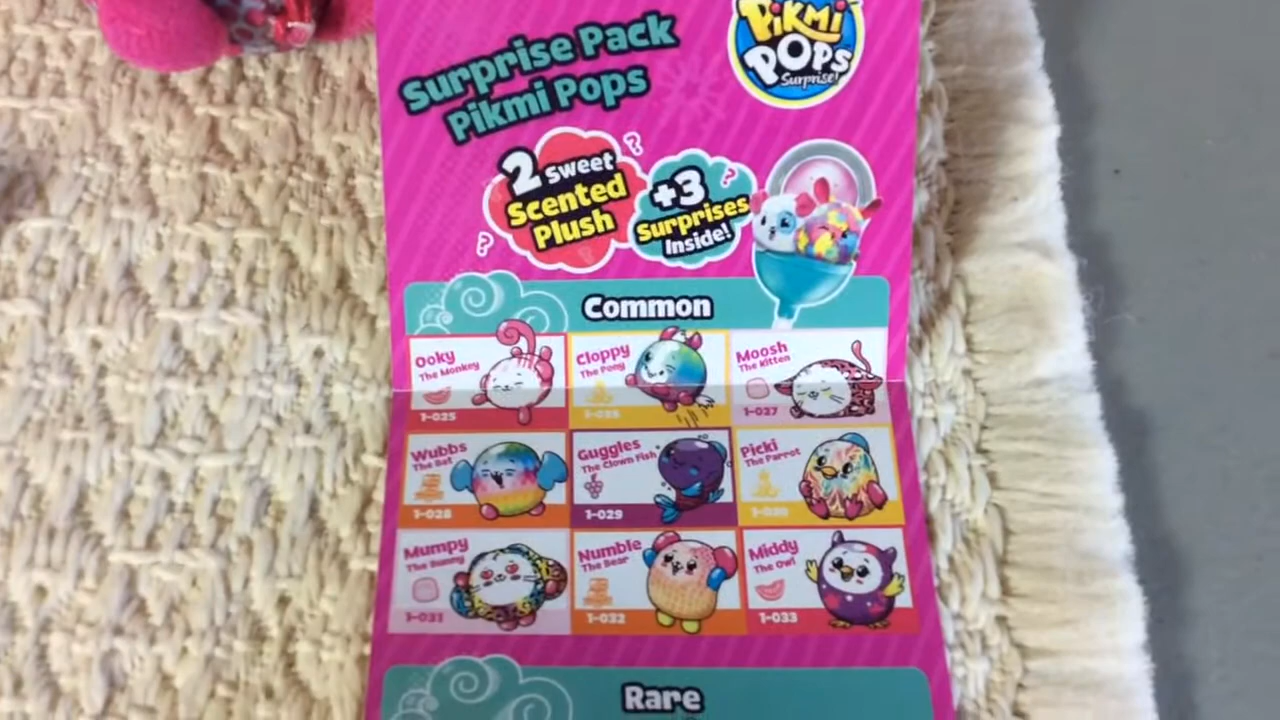 Surprise Pack
Pikmi Pops
PiKMi
POPS
Surprise!
2 Sweet
Scented
Plush
+3
Surprises
Inside!
?
?
?
Common
Ooky
The Monkey
1-025
Cloppy
The Pony
Moosh
The Kitten
1-027
Wubbs
The Bat
1-028
Guggles
The Clown Fish
1-029
Picki
The Parrot
1-030
Mumpy
The Bunny
1-031
Numble
The Bear
1-032
Middy
The Owl
1-033
Rare